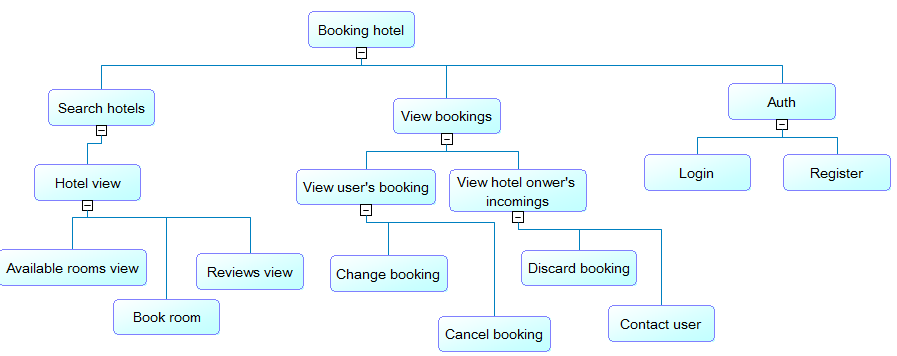 Booking hotel
Search hotels
View bookings
Auth
Hotel view
View user's booking
View hotel onwer's
incomings
Login
Register
Available rooms view
Book room
Reviews view
Change booking
Cancel booking
Discard booking
Contact user